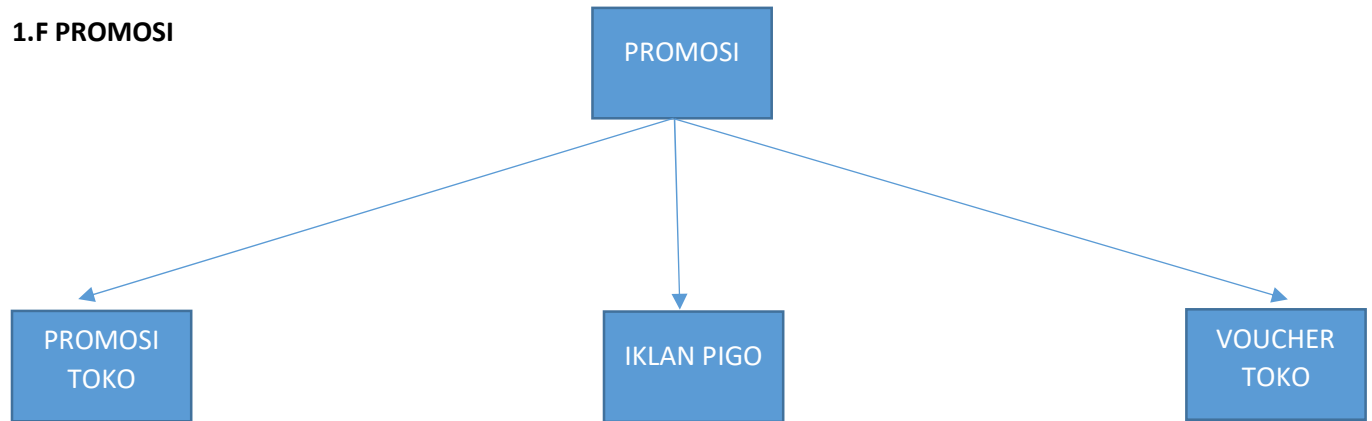 1.F PROMOSI
PROMOSI
PROMOSI
TOKO
IKLAN PIGO
VOUCHER
TOKO